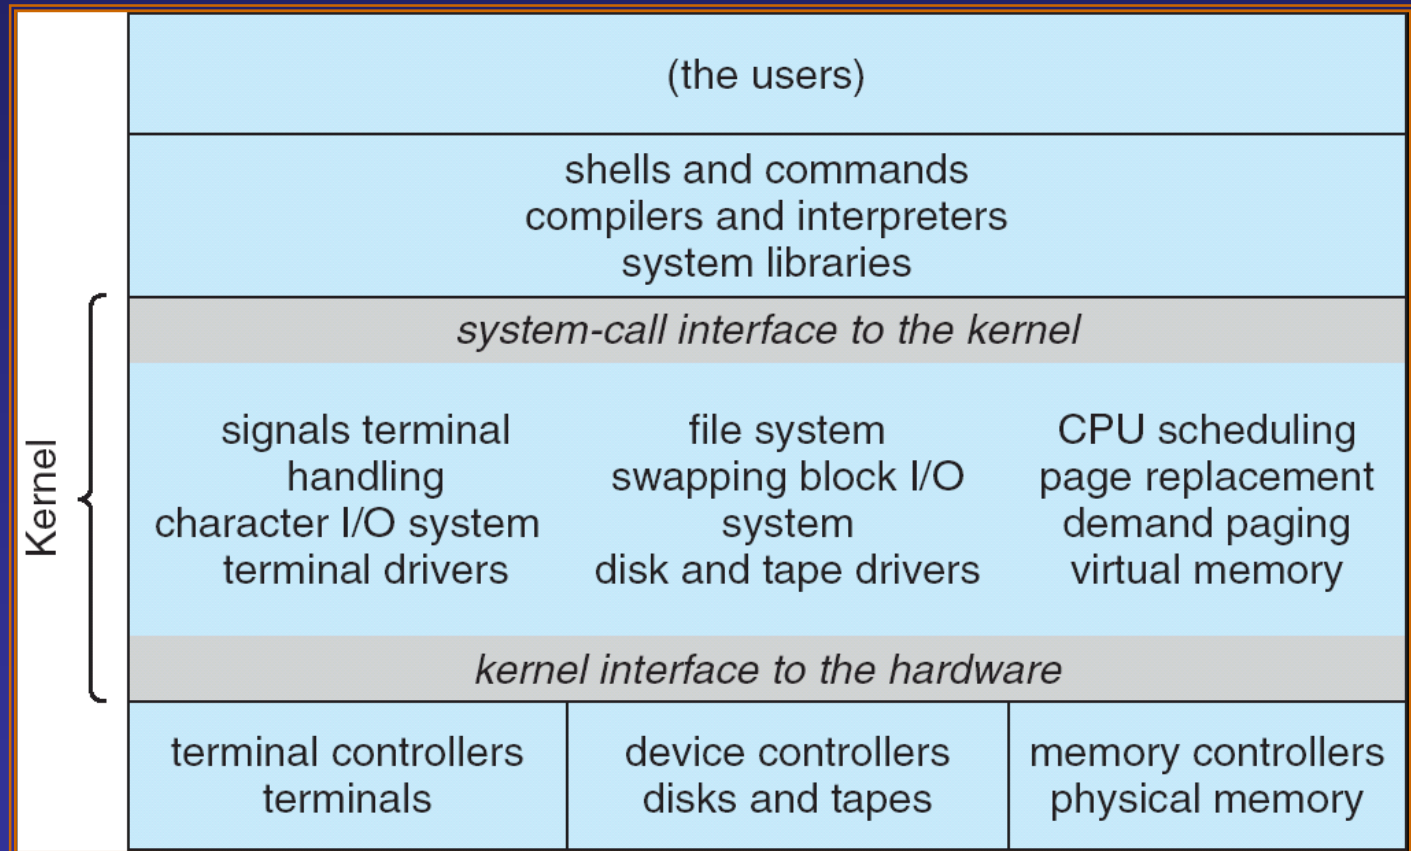 (the users)
shells and commands
compilers and interpreters
system libraries
Kernel
system-call interface to the kernel
signals terminal
handling
character I/O system
terminal drivers
file system
swapping block I/O
system
disk and tape drivers
CPU scheduling
page replacement
demand paging
virtual memory
kernel interface to the hardware
terminal controllers
terminals
device controllers
disks and tapes
memory controllers
physical memory